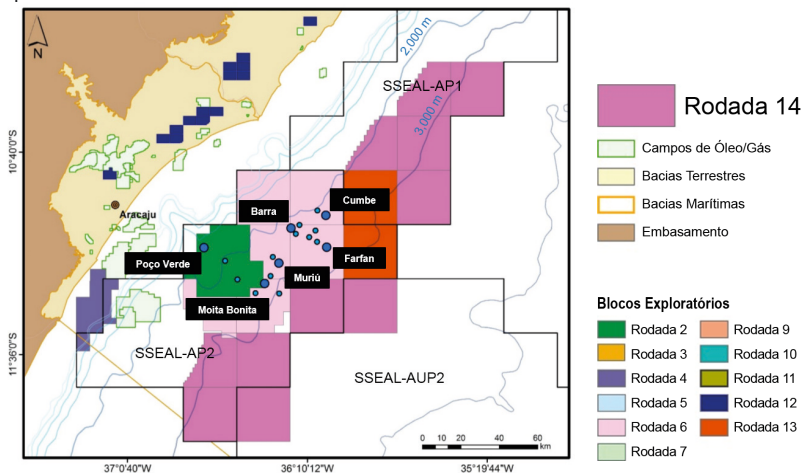 N
2,000 m
SSEAL-AP1
Rodada 14
3,000 m
10°40'0"S
Campos de Óleo/Gás
Bacias Terrestres
Cumbe
Barra
Bacias Marítimas
Aracaju
Embasamento
Poço Verde
Farfan
Muriú
Moita Bonita
Blocos Exploratórios
Rodada 2
Rodada 9
Rodada 3
Rodada 10
SSEAL-AP2
Rodada 4
Rodada 11
11°36'0"S
SSEAL-AUP2
Rodada 5
Rodada 12
Rodada 6
Rodada 13
Rodada 7
0 10 20 40 60
km
37°0'40"W
36°10'12"W
35°19'44"W